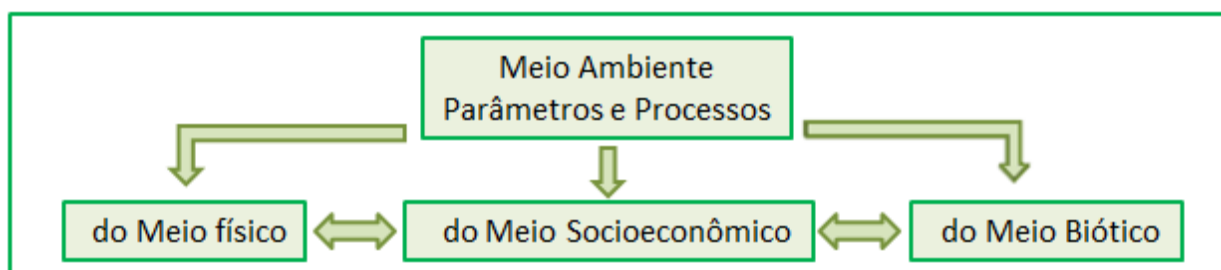 Meio Ambiente
Parâmetros e Processos
do Meio físico
do Meio Socioeconômico
do Meio Biótico